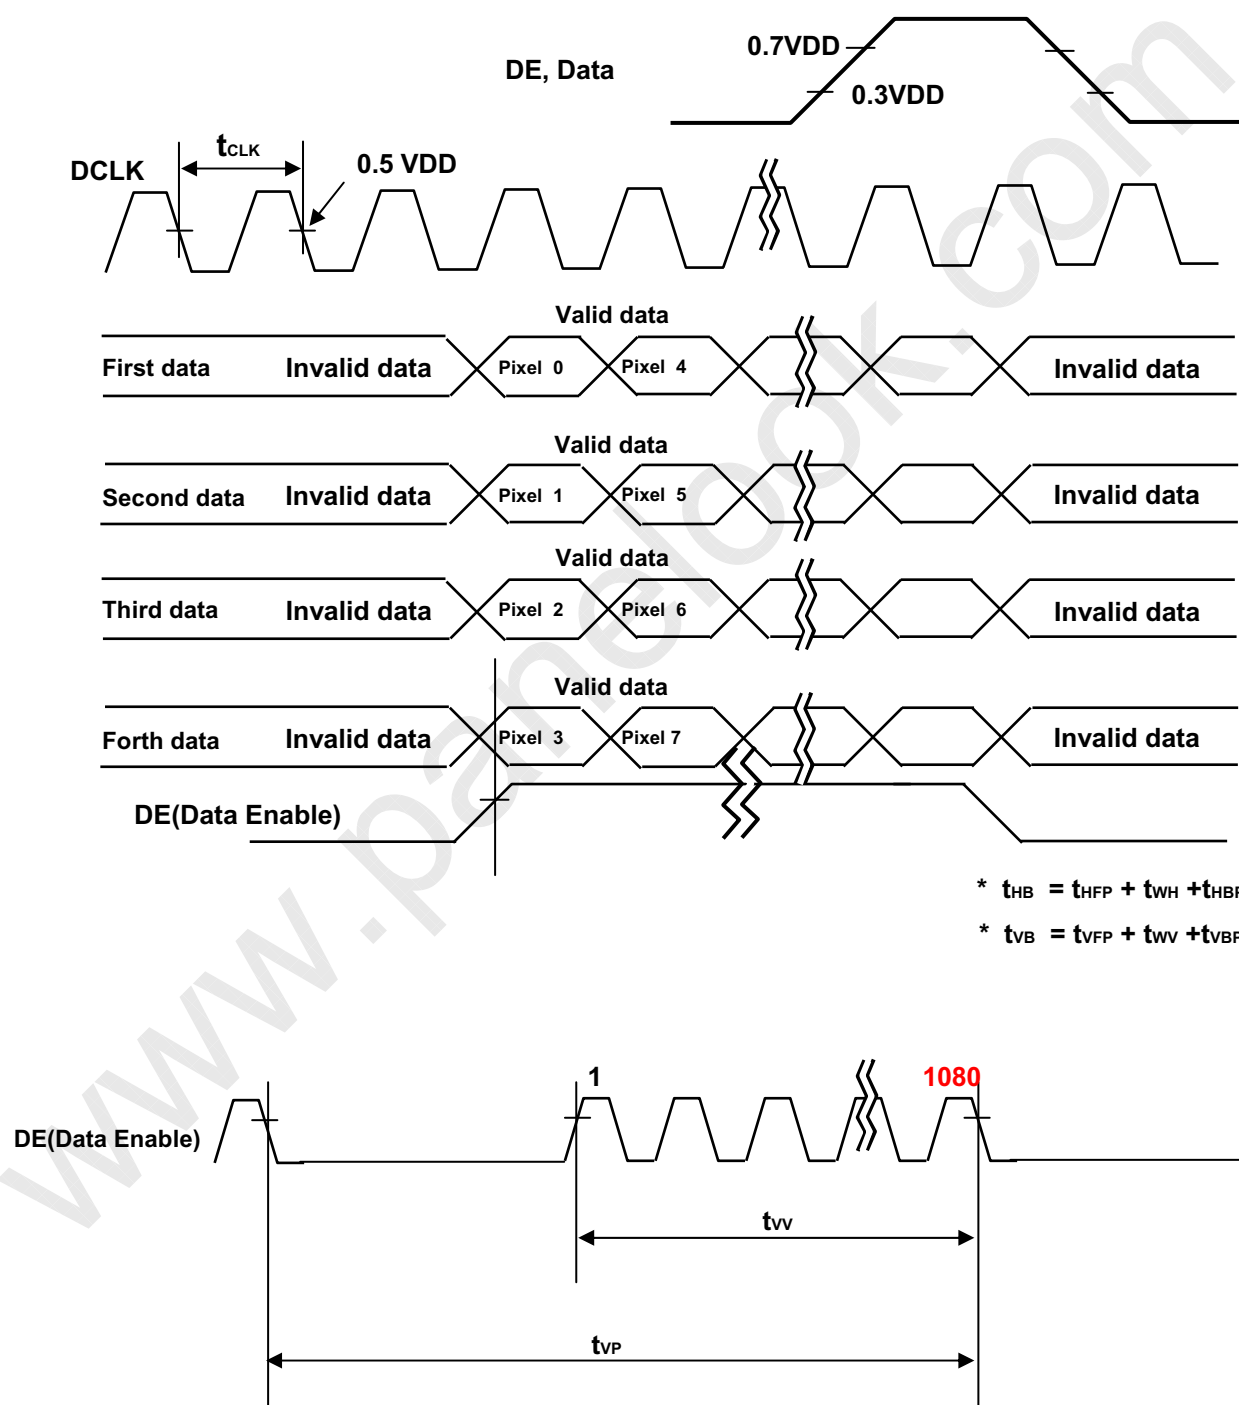 0.7VDD
DE, Data
0.3VDD
tCLK
0.5 VDD
DCLK
Valid data
First data Invalid data Pixel 0 Pixel 4 Invalid data
Valid data
Second data Invalid data Pixel 1 Pixel 5 Invalid data
Valid data
Third data Invalid data Pixel 2 Pixel 6 Invalid data
Valid data
Forth data Invalid data Pixel 3 Pixel 7 Invalid data
DE(Data Enable)
* tHB = tHFP + tWH +tHBP
* tVB = tVFP + tWV +tVBP
1 1080
DE(Data Enable)
tVV
tVP
www.panelook.com